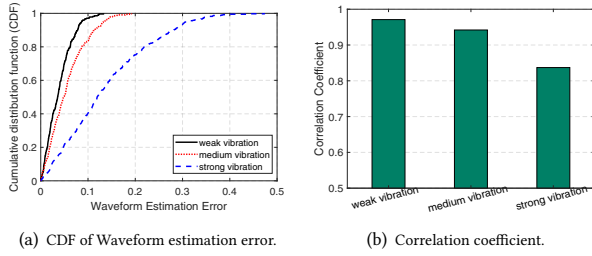 Cumulative distribution function (CDF)
1
0.8
0.6
0.4
0.2
0
0
0.1
0.2
0.3
0.4
0.5
weak vibration
medium vibration
strong vibration
Waveform Estimation Error
(a) CDF of Waveform estimation error.
Correlation Coefficient
1
0.9
0.8
0.7
0.6
0.5
weak vibration
medium vibration
strong vibration
(b) Correlation coefficient.